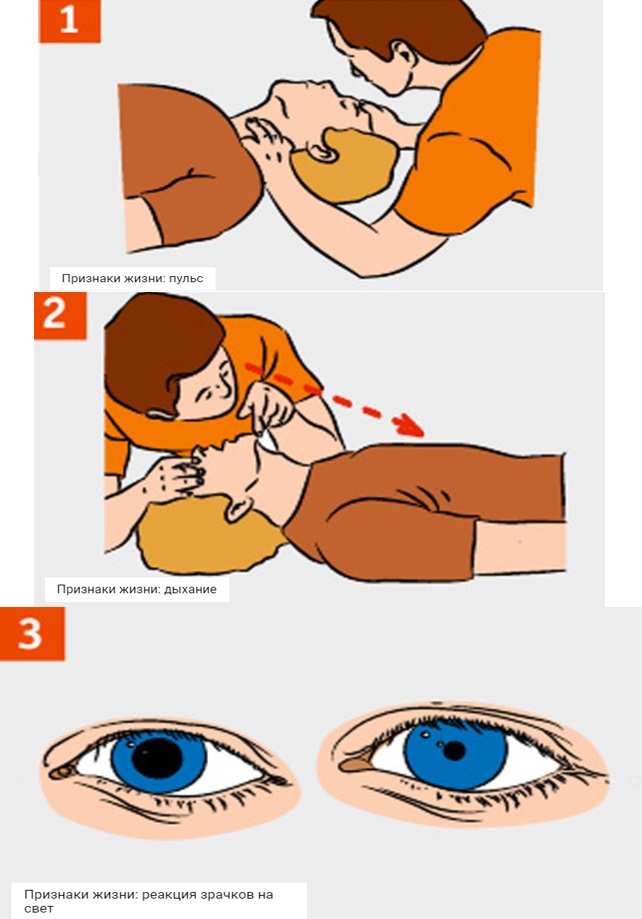 1
Признаки жизни: пульс
2
Признаки жизни: дыхание
3
Признаки жизни: реакция зрачков на
свет